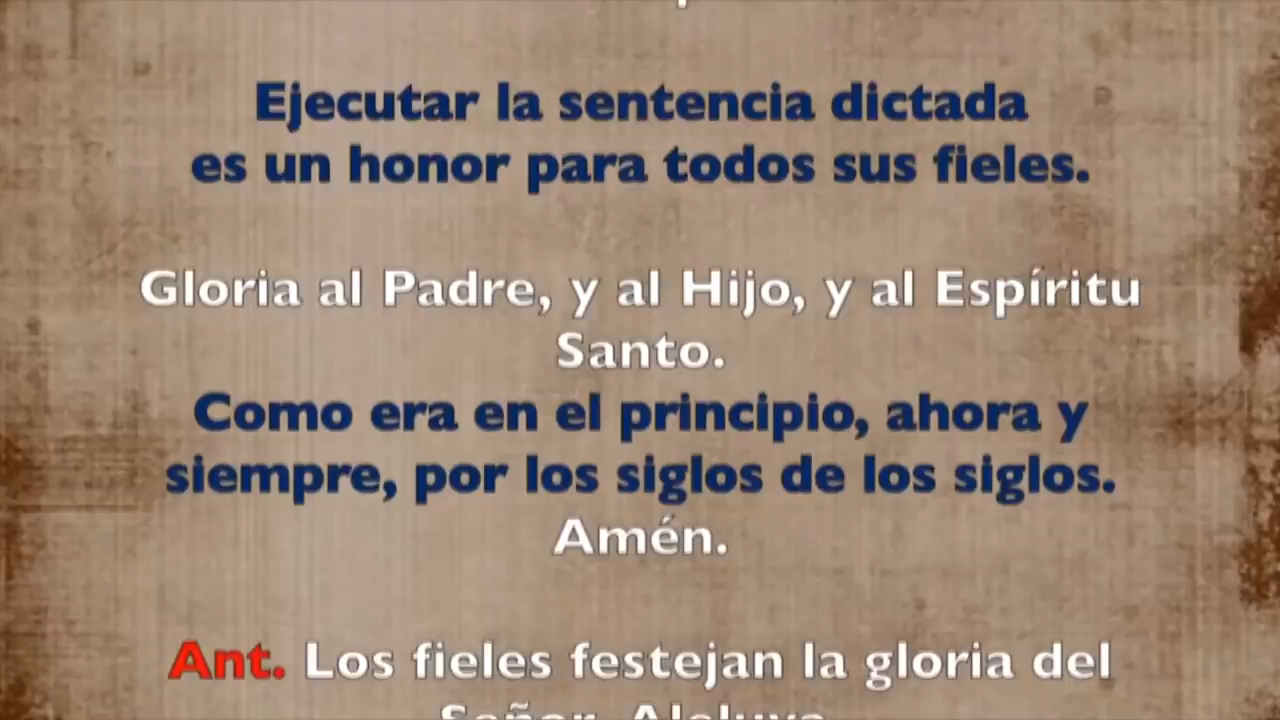 Ejecutar la sentencia dictada
es un honor para todos sus fieles.
Gloria al Padre, y al Hijo, y al Espíritu
Santo.
Como era en el principio, ahora y
siempre, por los siglos de los siglos.
Amén.
Ant. Los fieles festejan la gloria del
Señor. Aleluya.